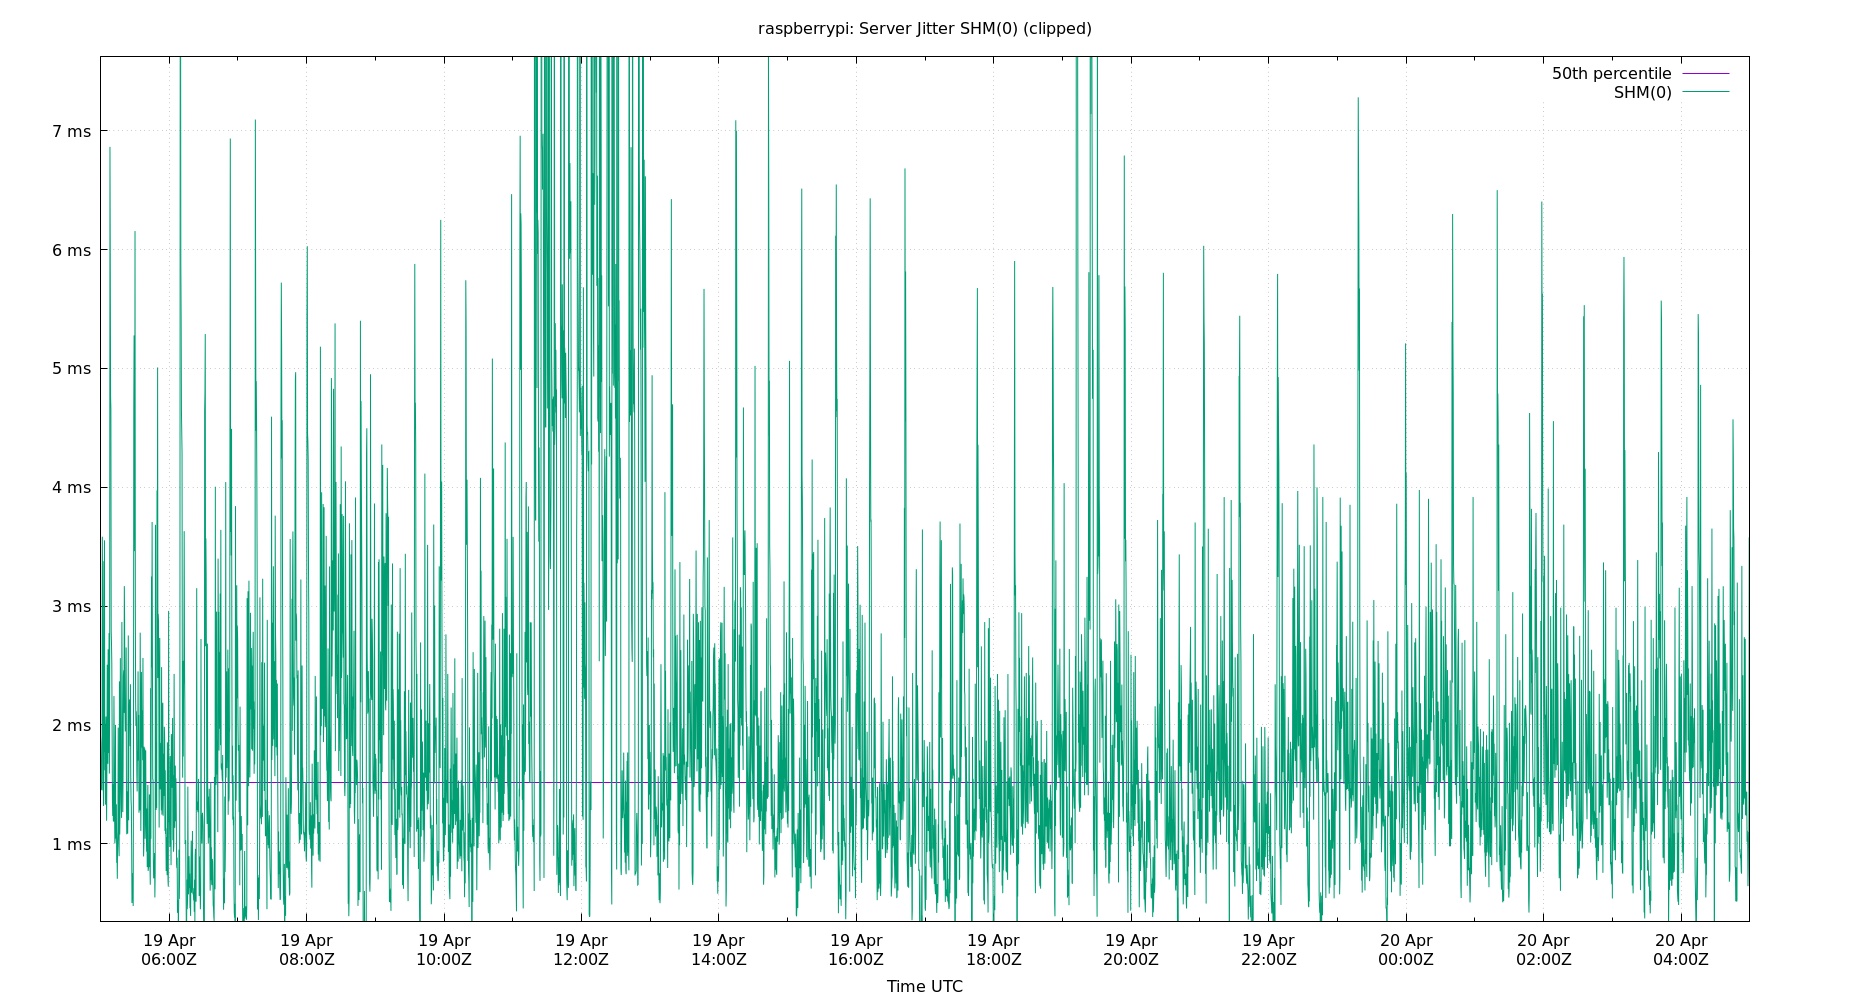 raspberrypi: Server Jitter SHM(0) (clipped)
50th percentile
SHM(0)
7 ms
6 ms
5 ms
4 ms
3 ms
2 ms
1 ms
19 Apr 19 Apr 19 Apr 19 Apr 19 Apr 19 Apr 19 Apr 19 Apr 19 Apr 20 Apr 20 Apr 20 Apr
06:00Z 08:00Z 10:00Z 12:00Z 14:00Z 16:00Z 18:00Z 20:00Z 22:00Z 00:00Z 02:00Z 04:00Z
Time UTC